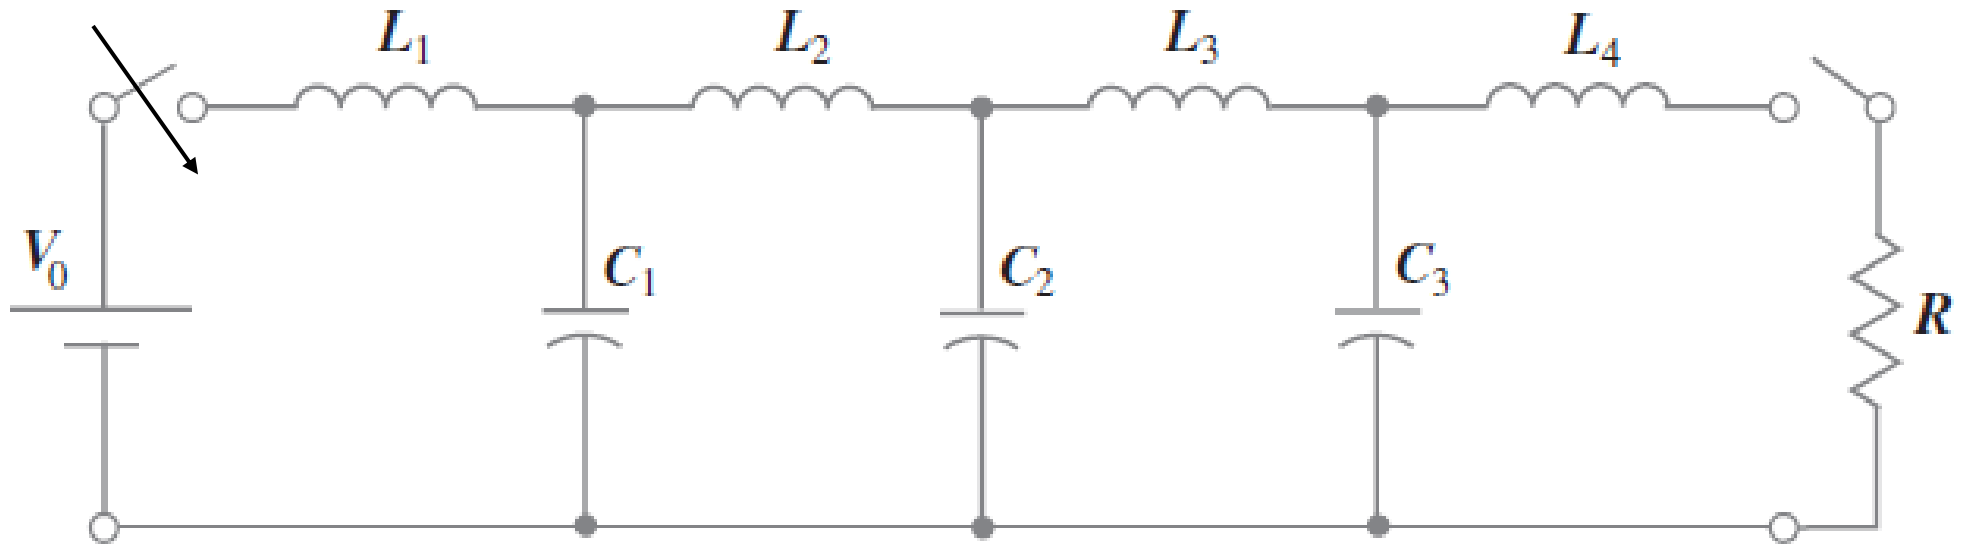 L₁ L₂ L₃ L₄
V₀ C₁ C₂ C₃ R